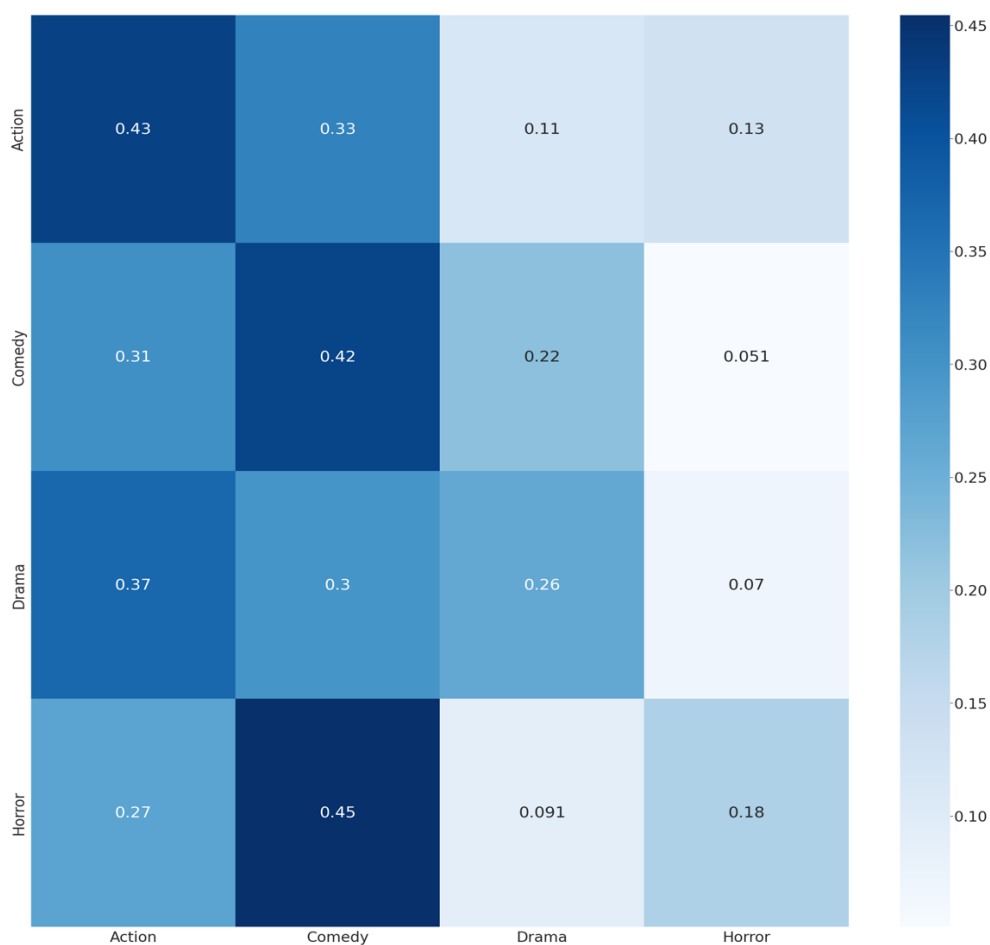 0.45
Action 0.43 0.33 0.11 0.13
0.40
0.35
Comedy 0.31 0.42 0.22 0.051
0.30
0.25
Drama 0.37 0.3 0.26 0.07
0.20
0.15
Horror 0.27 0.45 0.091 0.18
0.10
Action Comedy Drama Horror